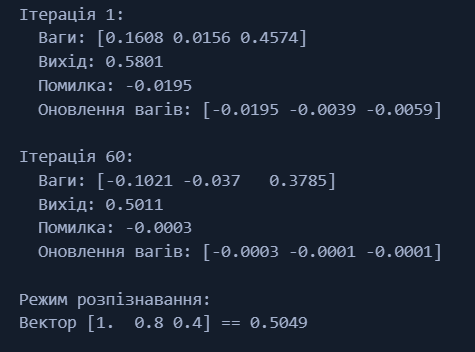 Ітерація 1:
Ваги: [0.1608 0.0156 0.4574]
Вихід: 0.5801
Помилка: -0.0195
Оновлення вагів: [-0.0195 -0.0039 -0.0059]
Ітерація 60:
Ваги: [-0.1021 -0.037   0.3785]
Вихід: 0.5011
Помилка: -0.0003
Оновлення вагів: [-0.0003 -0.0001 -0.0001]
Режим розпізнавання:
Вектор [1.  0.8 0.4] == 0.5049